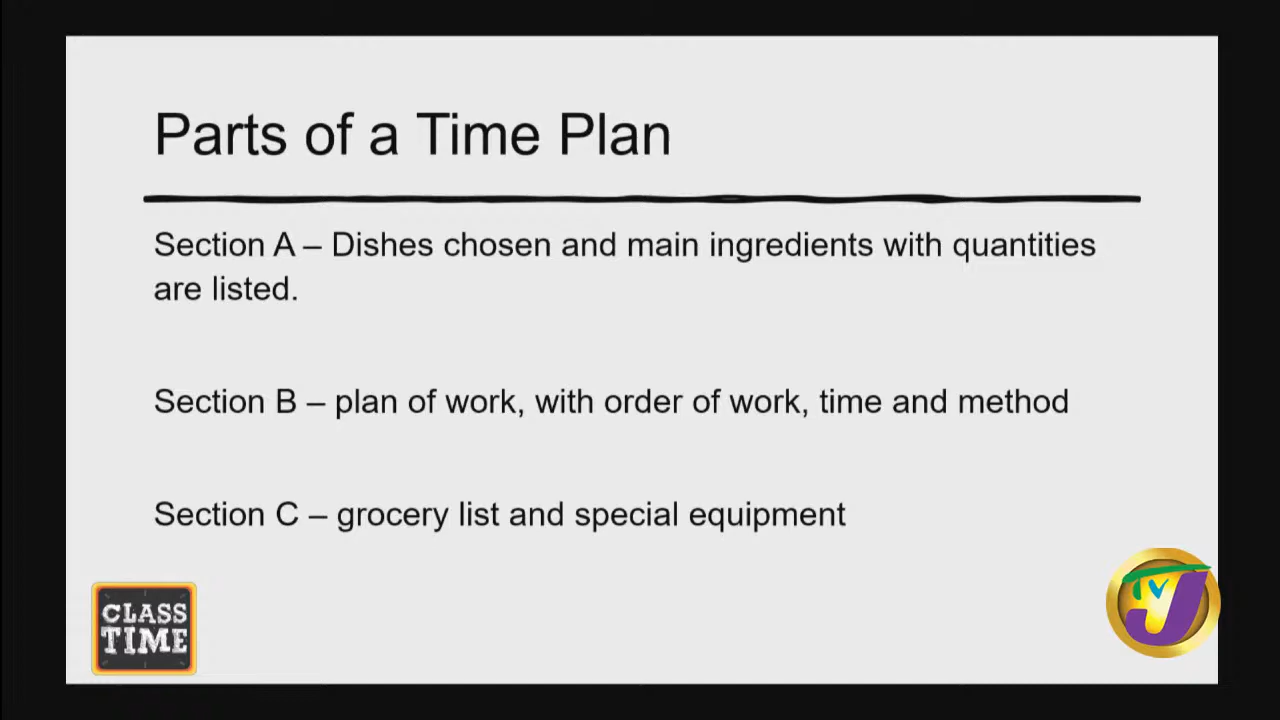 Parts of a Time Plan
Section A – Dishes chosen and main ingredients with quantities
are listed.
Section B – plan of work, with order of work, time and method
Section C – grocery list and special equipment
CLASS
TIME
TVJ